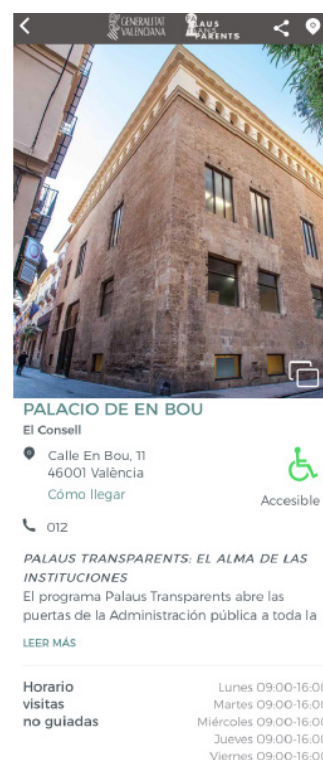 GENERALITAT
VALENCIANA
PALAUS
TRANS
PARENTS
PALACIO DE EN BOU
El Consell
Calle En Bou, 11
46001 València
Cómo llegar
Accesible
012
PALAUS TRANSPARENTS: EL ALMA DE LAS
INSTITUCIONES
El programa Palaus Transparents abre las
puertas de la Administración pública a toda la
LEER MÁS
Horario
visitas
no guiadas
Lunes 09:00-16:00
Martes 09:00-16:00
Miércoles 09:00-16:00
Jueves 09:00-16:00
Viernes 09:00-16:00